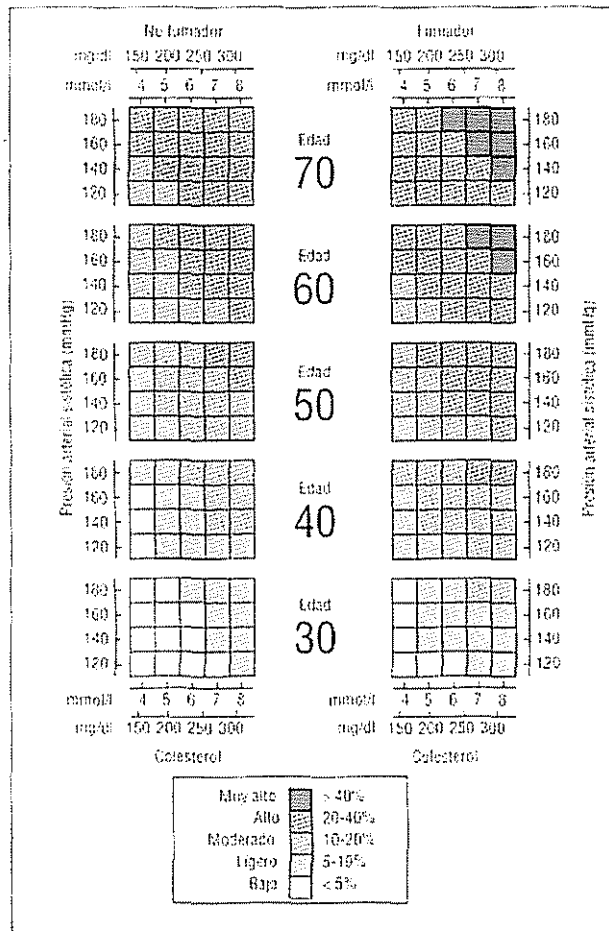 No fumador Fumador
mg/dl 150 200 250 300 mg/dl 150 200 250 300
mmol/l 4 5 6 7 8 mmol/l 4 5 6 7 8
180 180
160 Edad 160
140 70 140
120 120
180 180
160 Edad 160
140 60 140
120 120
Presión arterial sistólica (mmHg) Presión arterial sistólica (mmHg)
180 180
160 Edad 160
140 50 140
120 120
180 180
160 Edad 160
140 40 140
120 120
180 180
160 Edad 160
140 30 140
120 120
mmol/l 4 5 6 7 8 mmol/l 4 5 6 7 8
mg/dl 150 200 250 300 mg/dl 150 200 250 300
Colesterol Colesterol
Muy alto > 40%
Alto 20-40%
Moderado 10-20%
Ligero 5-10%
Bajo < 5%